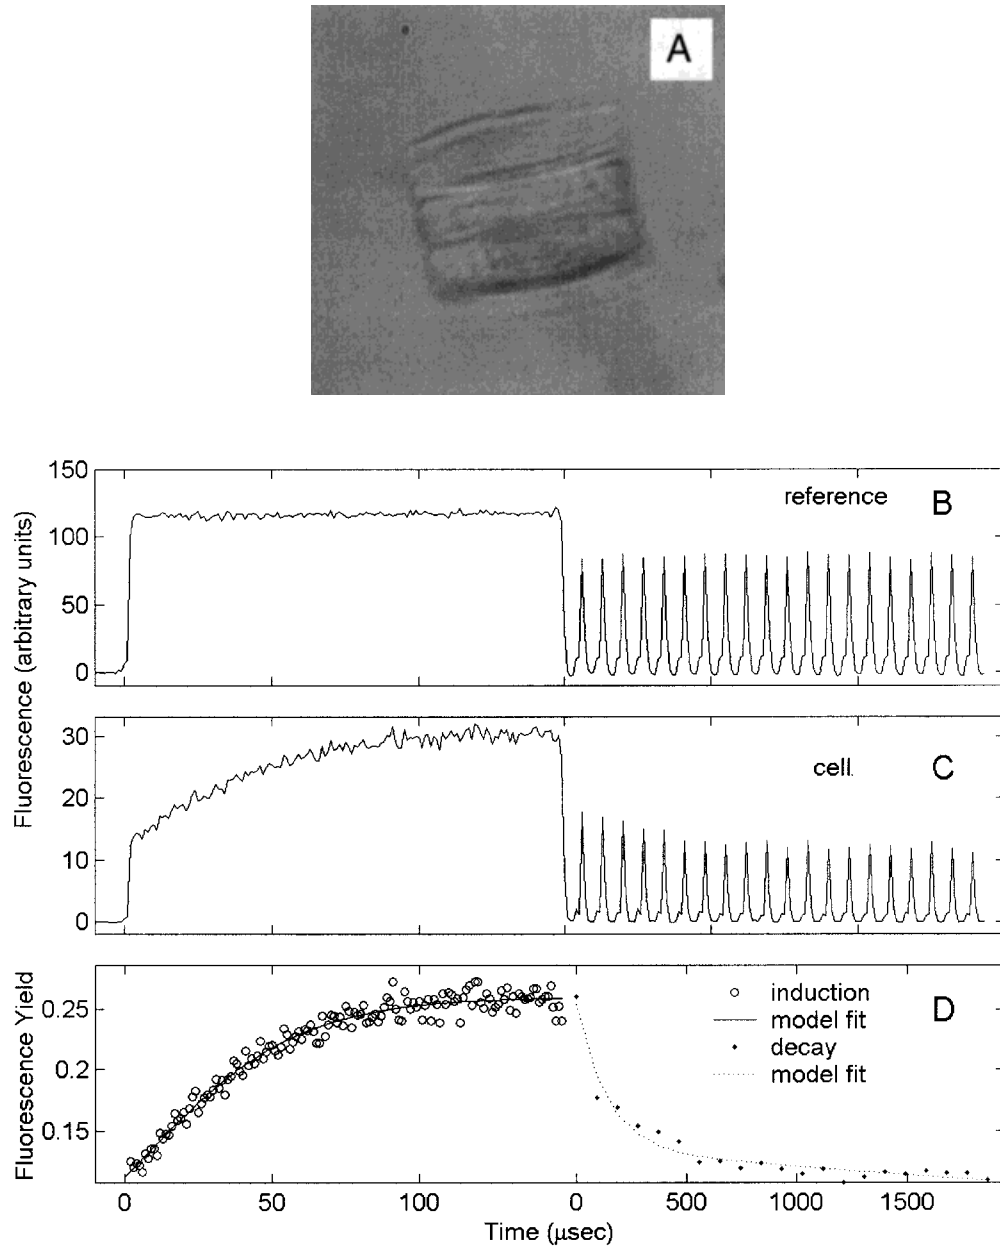 A
150
100
50
0
reference
B
Fluorescence (arbitrary units)
30
20
10
0
cell
C
Fluorescence Yield
0.25
0.2
0.15
induction
model fit
decay
model fit
D
0 50 100 0 500 1000 1500
Time (μsec)